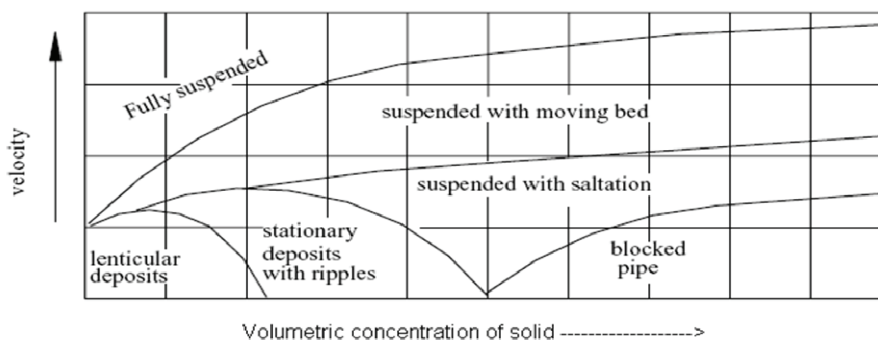 Fully suspended
suspended with moving bed
velocity
suspended with saltation
stationary
deposits
with ripples
lenticular
deposits
blocked
pipe
Volumetric concentration of solid -------------------->